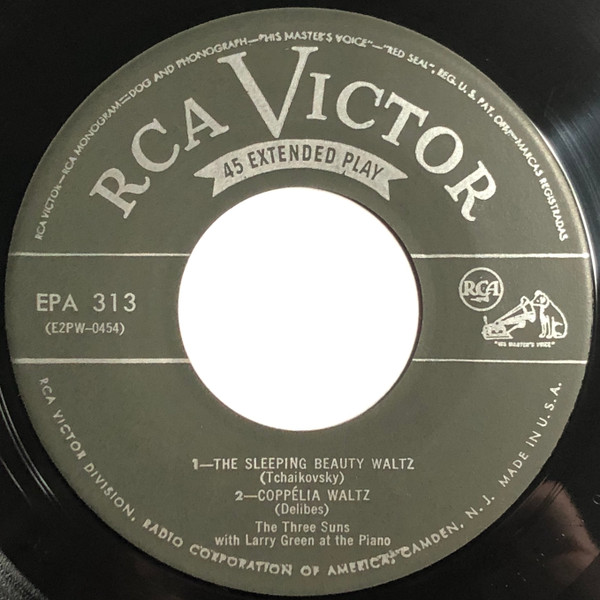 RCA VICTOR—RCA MONOGRAM—DOG AND PHONOGRAPH—"HIS MASTER'S VOICE"—"RED SEAL", REG. U. S. PAT. OFF.—MARCAS REGISTRADAS
RCA VICTOR
45 EXTENDED PLAY
EPA 313
(E2PW-0454)
RCA
"HIS MASTER'S VOICE"
1—THE SLEEPING BEAUTY WALTZ
(Tchaikovsky)
2—COPPÉLIA WALTZ
(Delibes)
The Three Suns
with Larry Green at the Piano
RCA VICTOR DIVISION, RADIO CORPORATION OF AMERICA, CAMDEN, N. J. MADE IN U. S. A.